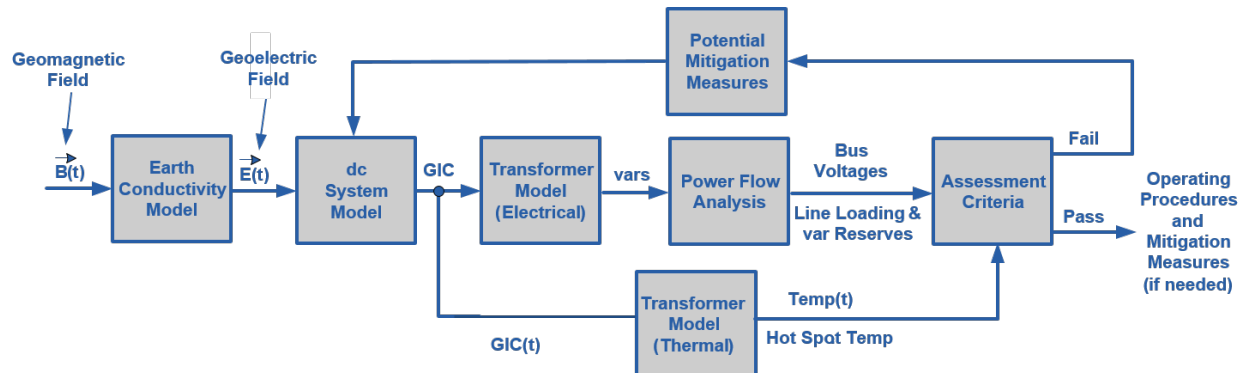 Geomagnetic
Field
Geoelectric
Field
Potential
Mitigation
Measures
B(t)
Earth
Conductivity
Model
E(t)
dc
System
Model
GIC
Transformer
Model
(Electrical)
vars
Power Flow
Analysis
Bus
Voltages
Line Loading &
var Reserves
Assessment
Criteria
Fail
Pass
Operating
Procedures
and
Mitigation
Measures
(if needed)
GIC(t)
Transformer
Model
(Thermal)
Temp(t)
Hot Spot Temp